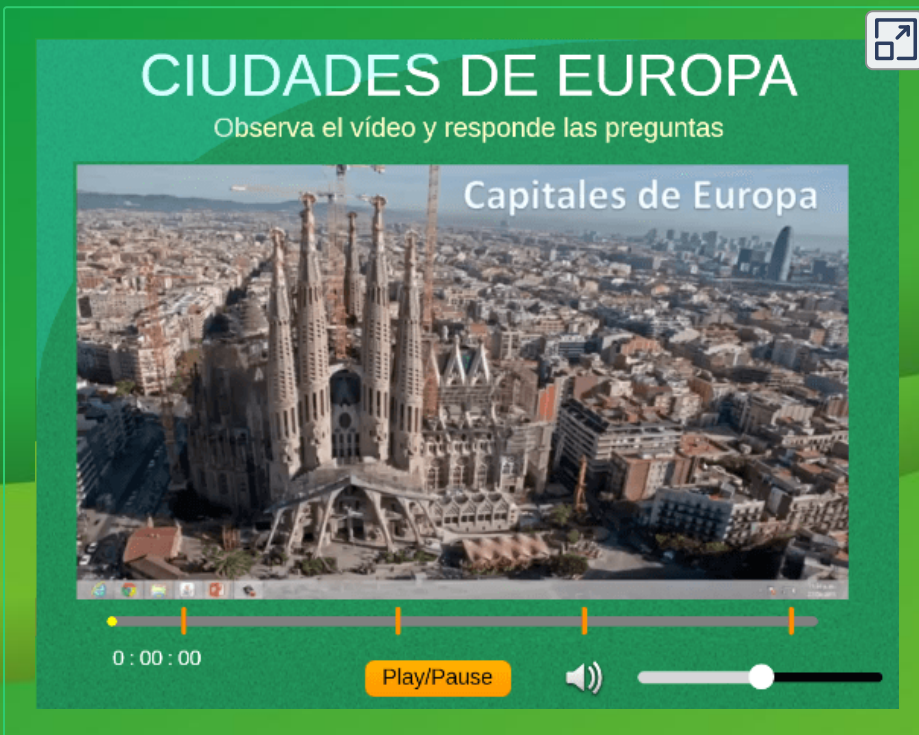 CIUDADES DE EUROPA
Observa el vídeo y responde las preguntas
Capitales de Europa
0 : 00 : 00
Play/Pause